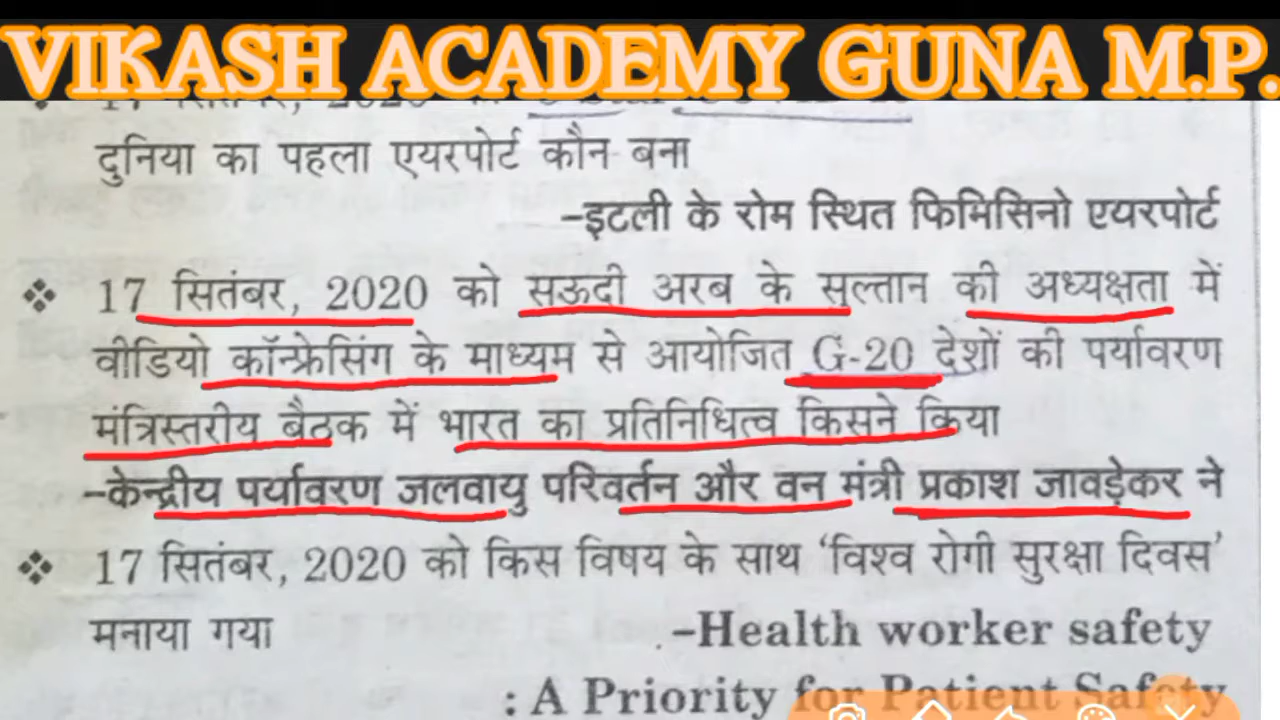 VIKASH ACADEMY GUNA M.P.
दुनिया का पहला एयरपोर्ट कौन बना
-इटली के रोम स्थित फिमिसिनो एयरपोर्ट
❖ 17 सितंबर, 2020 को सऊदी अरब के सुल्तान की अध्यक्षता में
वीडियो कॉन्फ्रेसिंग के माध्यम से आयोजित G-20 देशों की पर्यावरण
मंत्रिस्तरीय बैठक में भारत का प्रतिनिधित्व किसने किया
-केन्द्रीय पर्यावरण जलवायु परिवर्तन और वन मंत्री प्रकाश जावड़ेकर ने
❖ 17 सितंबर, 2020 को किस विषय के साथ ‘विश्व रोगी सुरक्षा दिवस’
मनाया गया -Health worker safety
: A Priority for Patient Safety